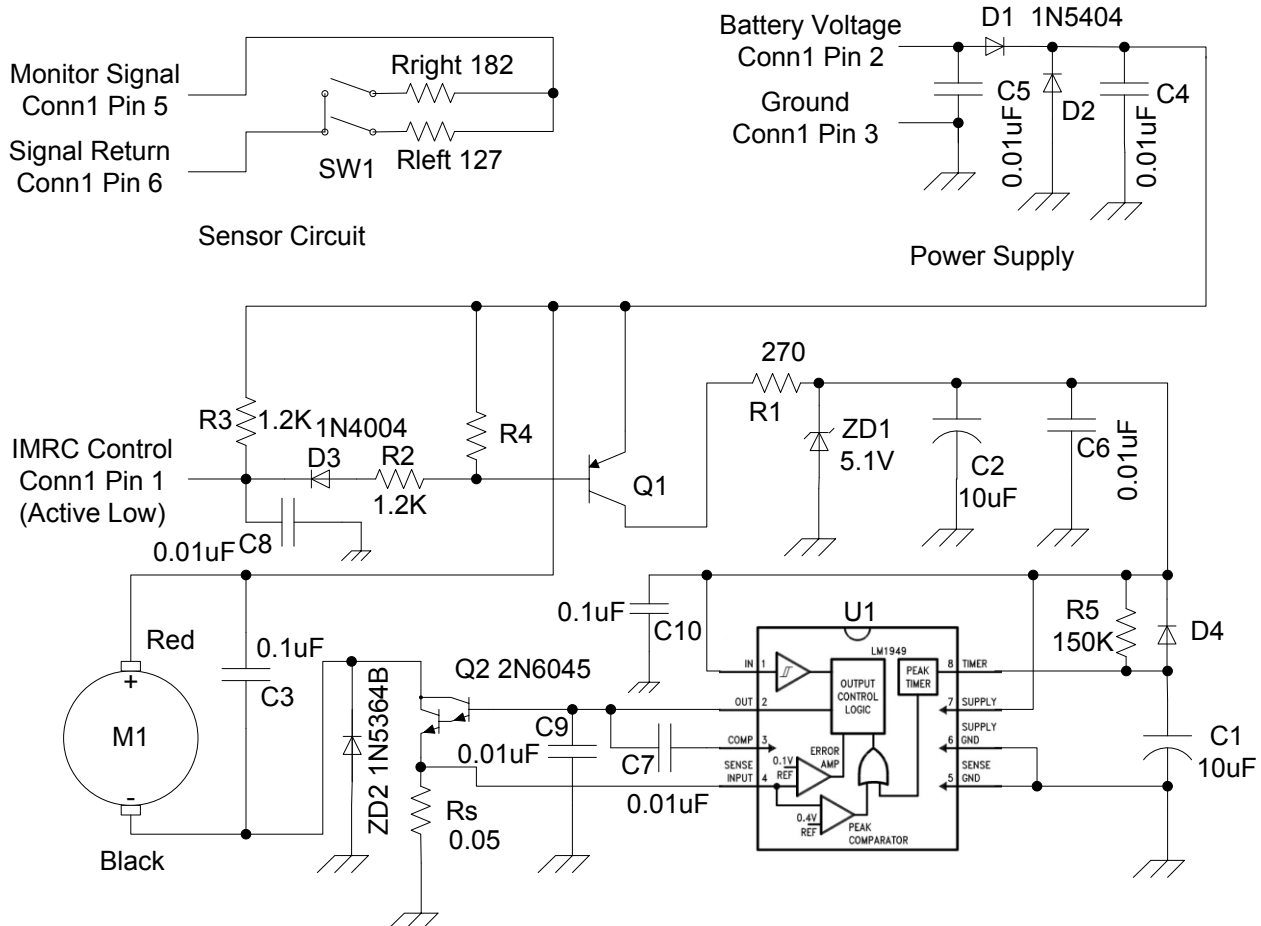 Battery Voltage
Conn1 Pin 2
D1 1N5404
Monitor Signal
Conn1 Pin 5
Rright 182
C5
0.01uF
D2
C4
0.01uF
Ground
Conn1 Pin 3
Signal Return
Conn1 Pin 6
SW1
Rleft 127
Sensor Circuit
Power Supply
270
R1
R3
1.2K
1N4004
D3
R2
1.2K
R4
Q1
ZD1
5.1V
C2
10uF
C6
0.01uF
IMRC Control
Conn1 Pin 1
(Active Low)
0.01uF
C8
0.1uF
C10
U1
R5
150K
D4
Red
0.1uF
C3
+
M1
-
Black
ZD2 1N5364B
Q2 2N6045
C9
0.01uF
C7
0.01uF
Rs
0.05
LM1949
IN 1
OUT 2
COMP 3
SENSE
INPUT 4
OUTPUT
CONTROL
LOGIC
PEAK
TIMER
8 TIMER
7 SUPPLY
SUPPLY
6 GND
SENSE
5 GND
0.1V
REF
ERROR
AMP
0.4V
REF
PEAK
COMPARATOR
C1
10uF